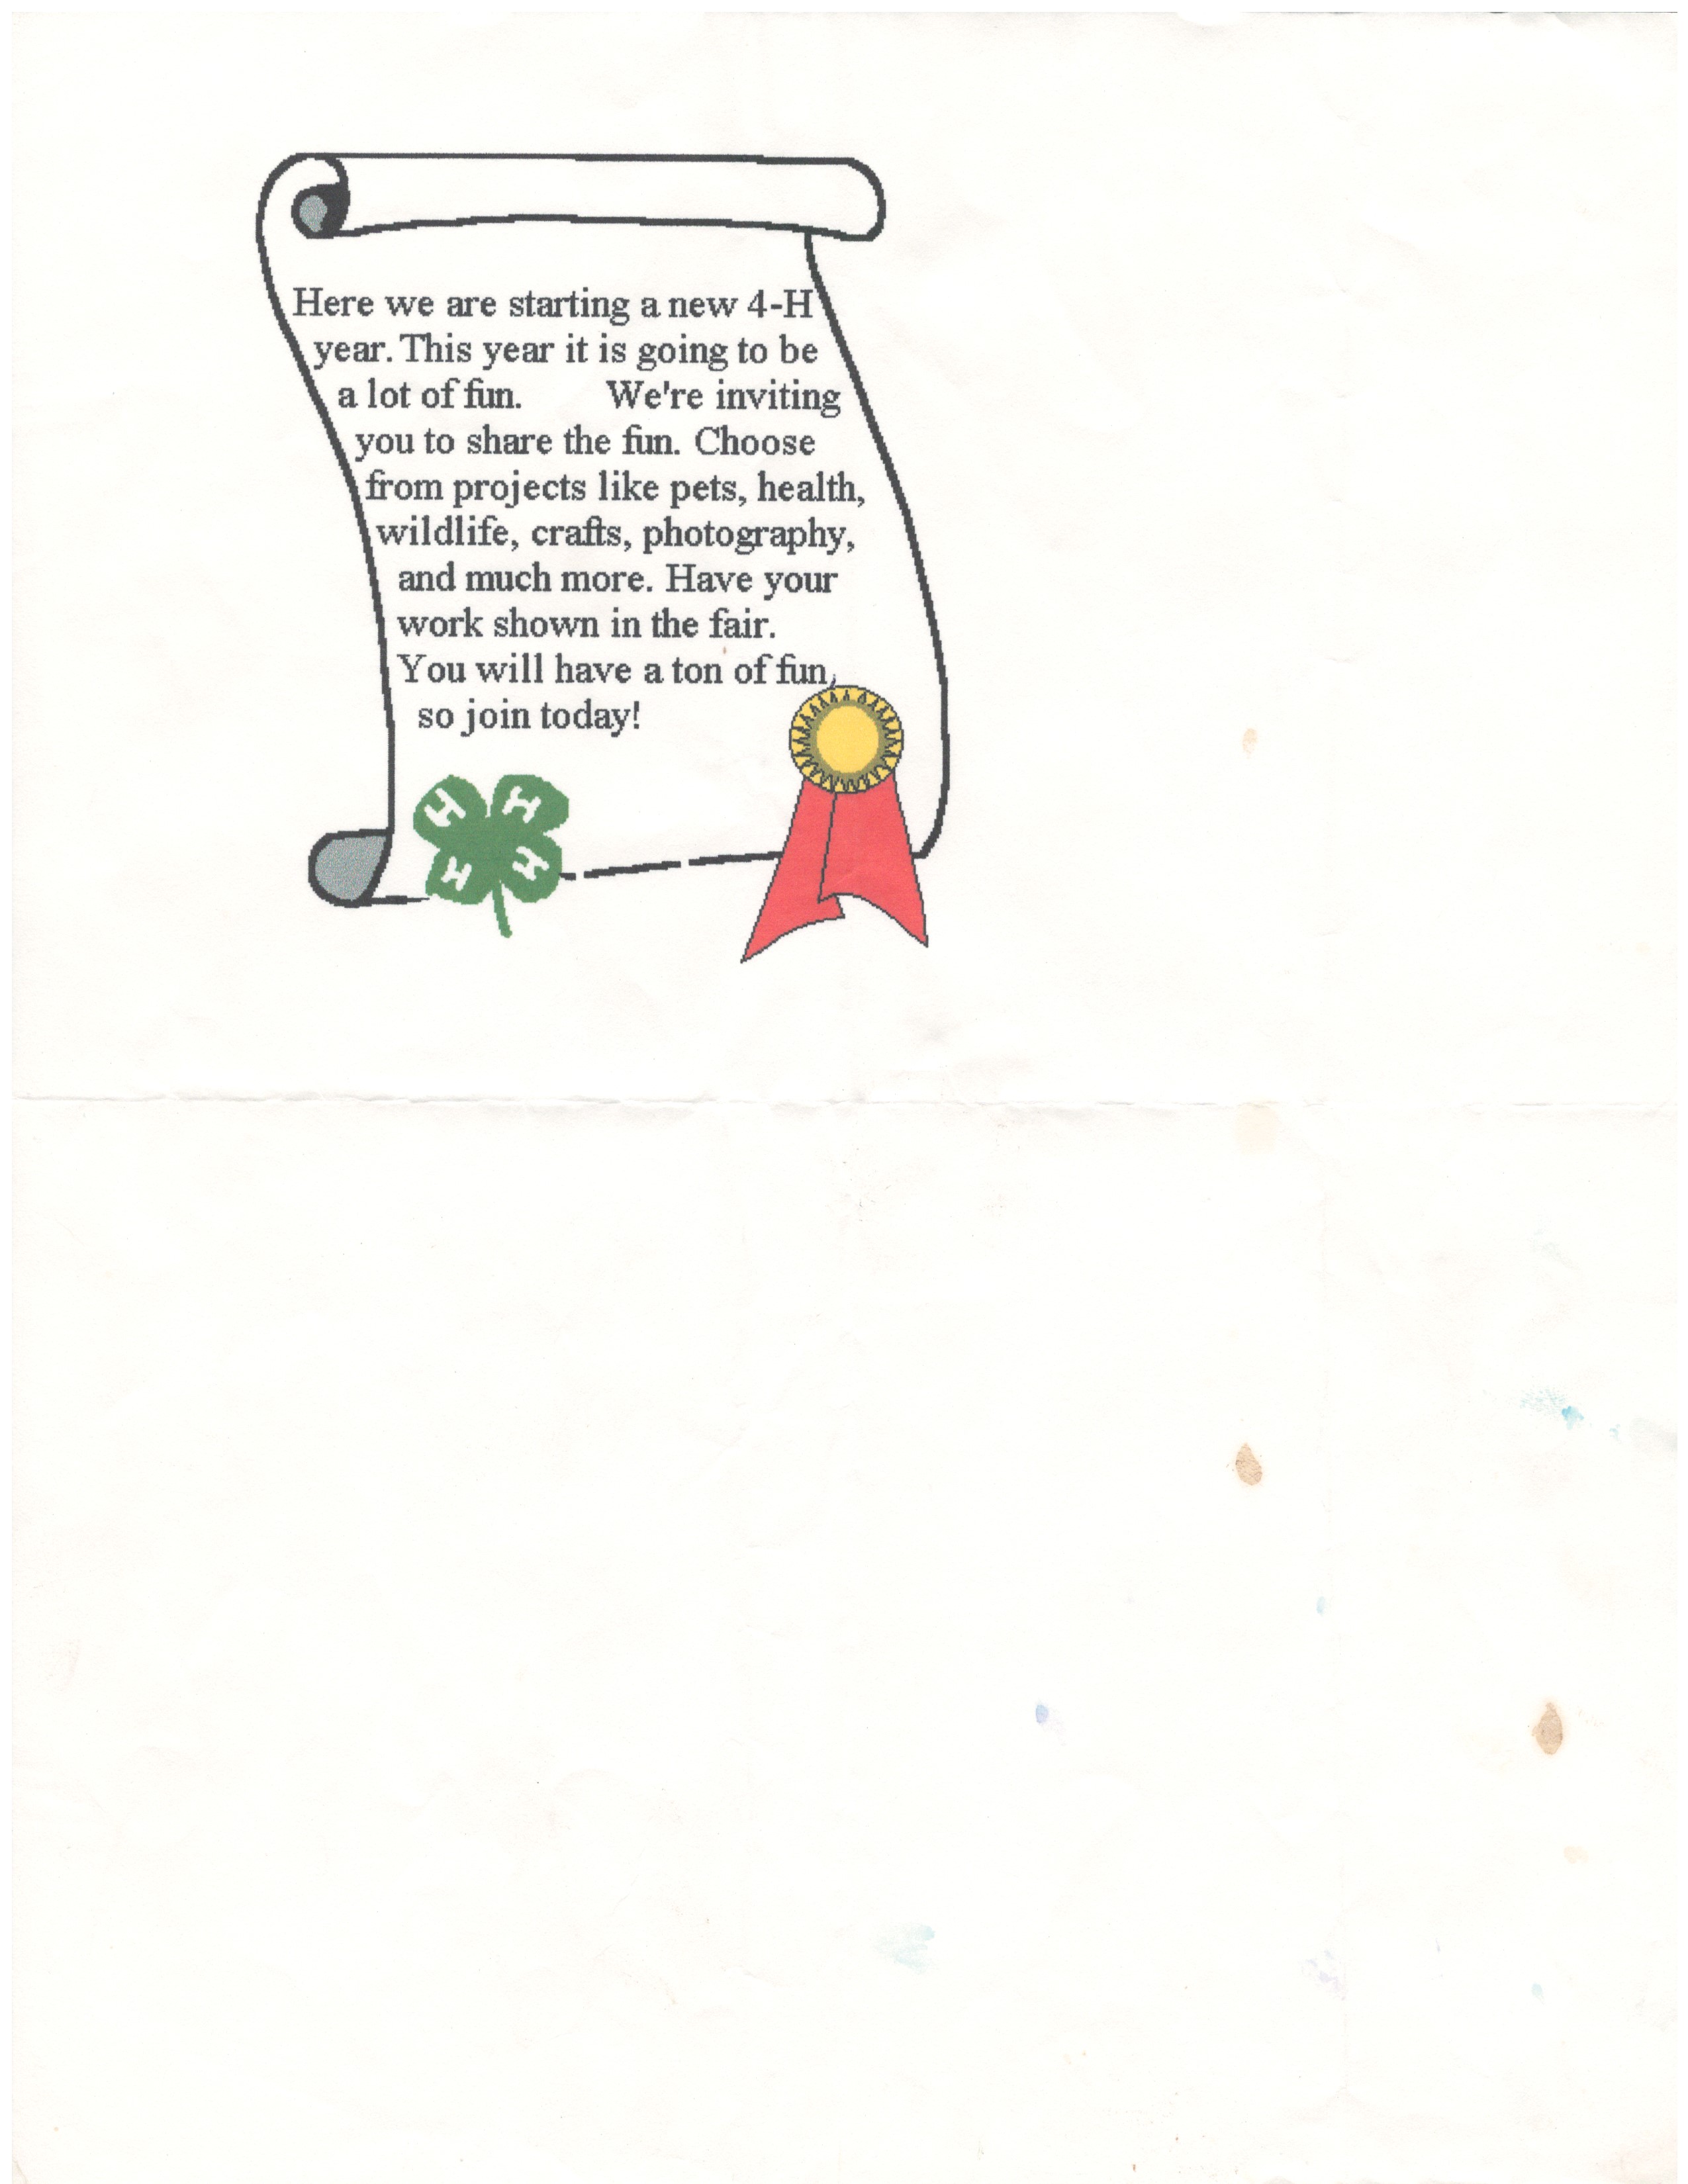 Here we are starting a new 4-H
year. This year it is going to be
a lot of fun. We're inviting
you to share the fun. Choose
from projects like pets, health,
wildlife, crafts, photography,
and much more. Have your
work shown in the fair.
You will have a ton of fun,
so join today!
H H
H H